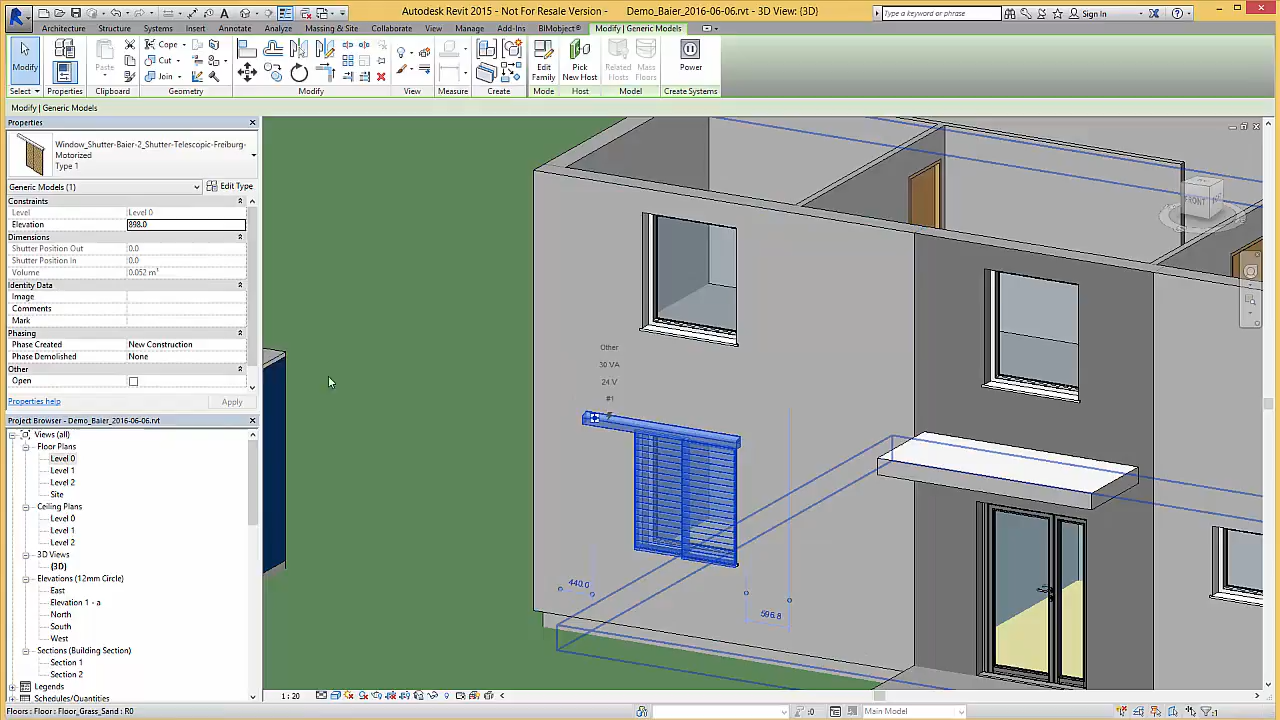 Autodesk Revit 2015 - Not For Resale Version -
Demo_Baier_2016-06-06.rvt - 3D View: {3D}
Type a keyword or phrase
Sign In
Architecture
Structure
Systems
Insert
Annotate
Analyze
Massing & Site
Collaborate
View
Manage
Add-Ins
BIMobject®
Modify | Generic Models
Modify
Paste
Cope
Cut
Join
Edit Family
Pick New Host
Related Hosts
Mass Floors
Power
Select
Properties
Clipboard
Geometry
Modify
View
Measure
Create
Mode
Host
Model
Create Systems
Modify | Generic Models
Properties
Window_Shutter-Baier-2_Shutter-Telescopic-Freiburg-
Motorized
Type 1
Generic Models (1)
Edit Type
Constraints
Level Level 0
Elevation 898.0
Dimensions
Shutter Position Out 0.0
Shutter Position In 0.0
Volume 0.052 m³
Identity Data
Image
Comments
Mark
Phasing
Phase Created New Construction
Phase Demolished None
Other
Open
Properties help
Apply
Project Browser - Demo_Baier_2016-06-06.rvt
Views (all)
Floor Plans
Level 0
Level 1
Level 2
Site
Ceiling Plans
Level 0
Level 1
Level 2
3D Views
{3D}
Elevations (12mm Circle)
East
Elevation 1 - a
North
South
West
Sections (Building Section)
Section 1
Section 2
Legends
Schedules/Quantities
FRONT
Other
30 VA
24 V
#1
440.0
596.8
1 : 20
Floors : Floor_Grass_Sand : R0
:0
Main Model
:1